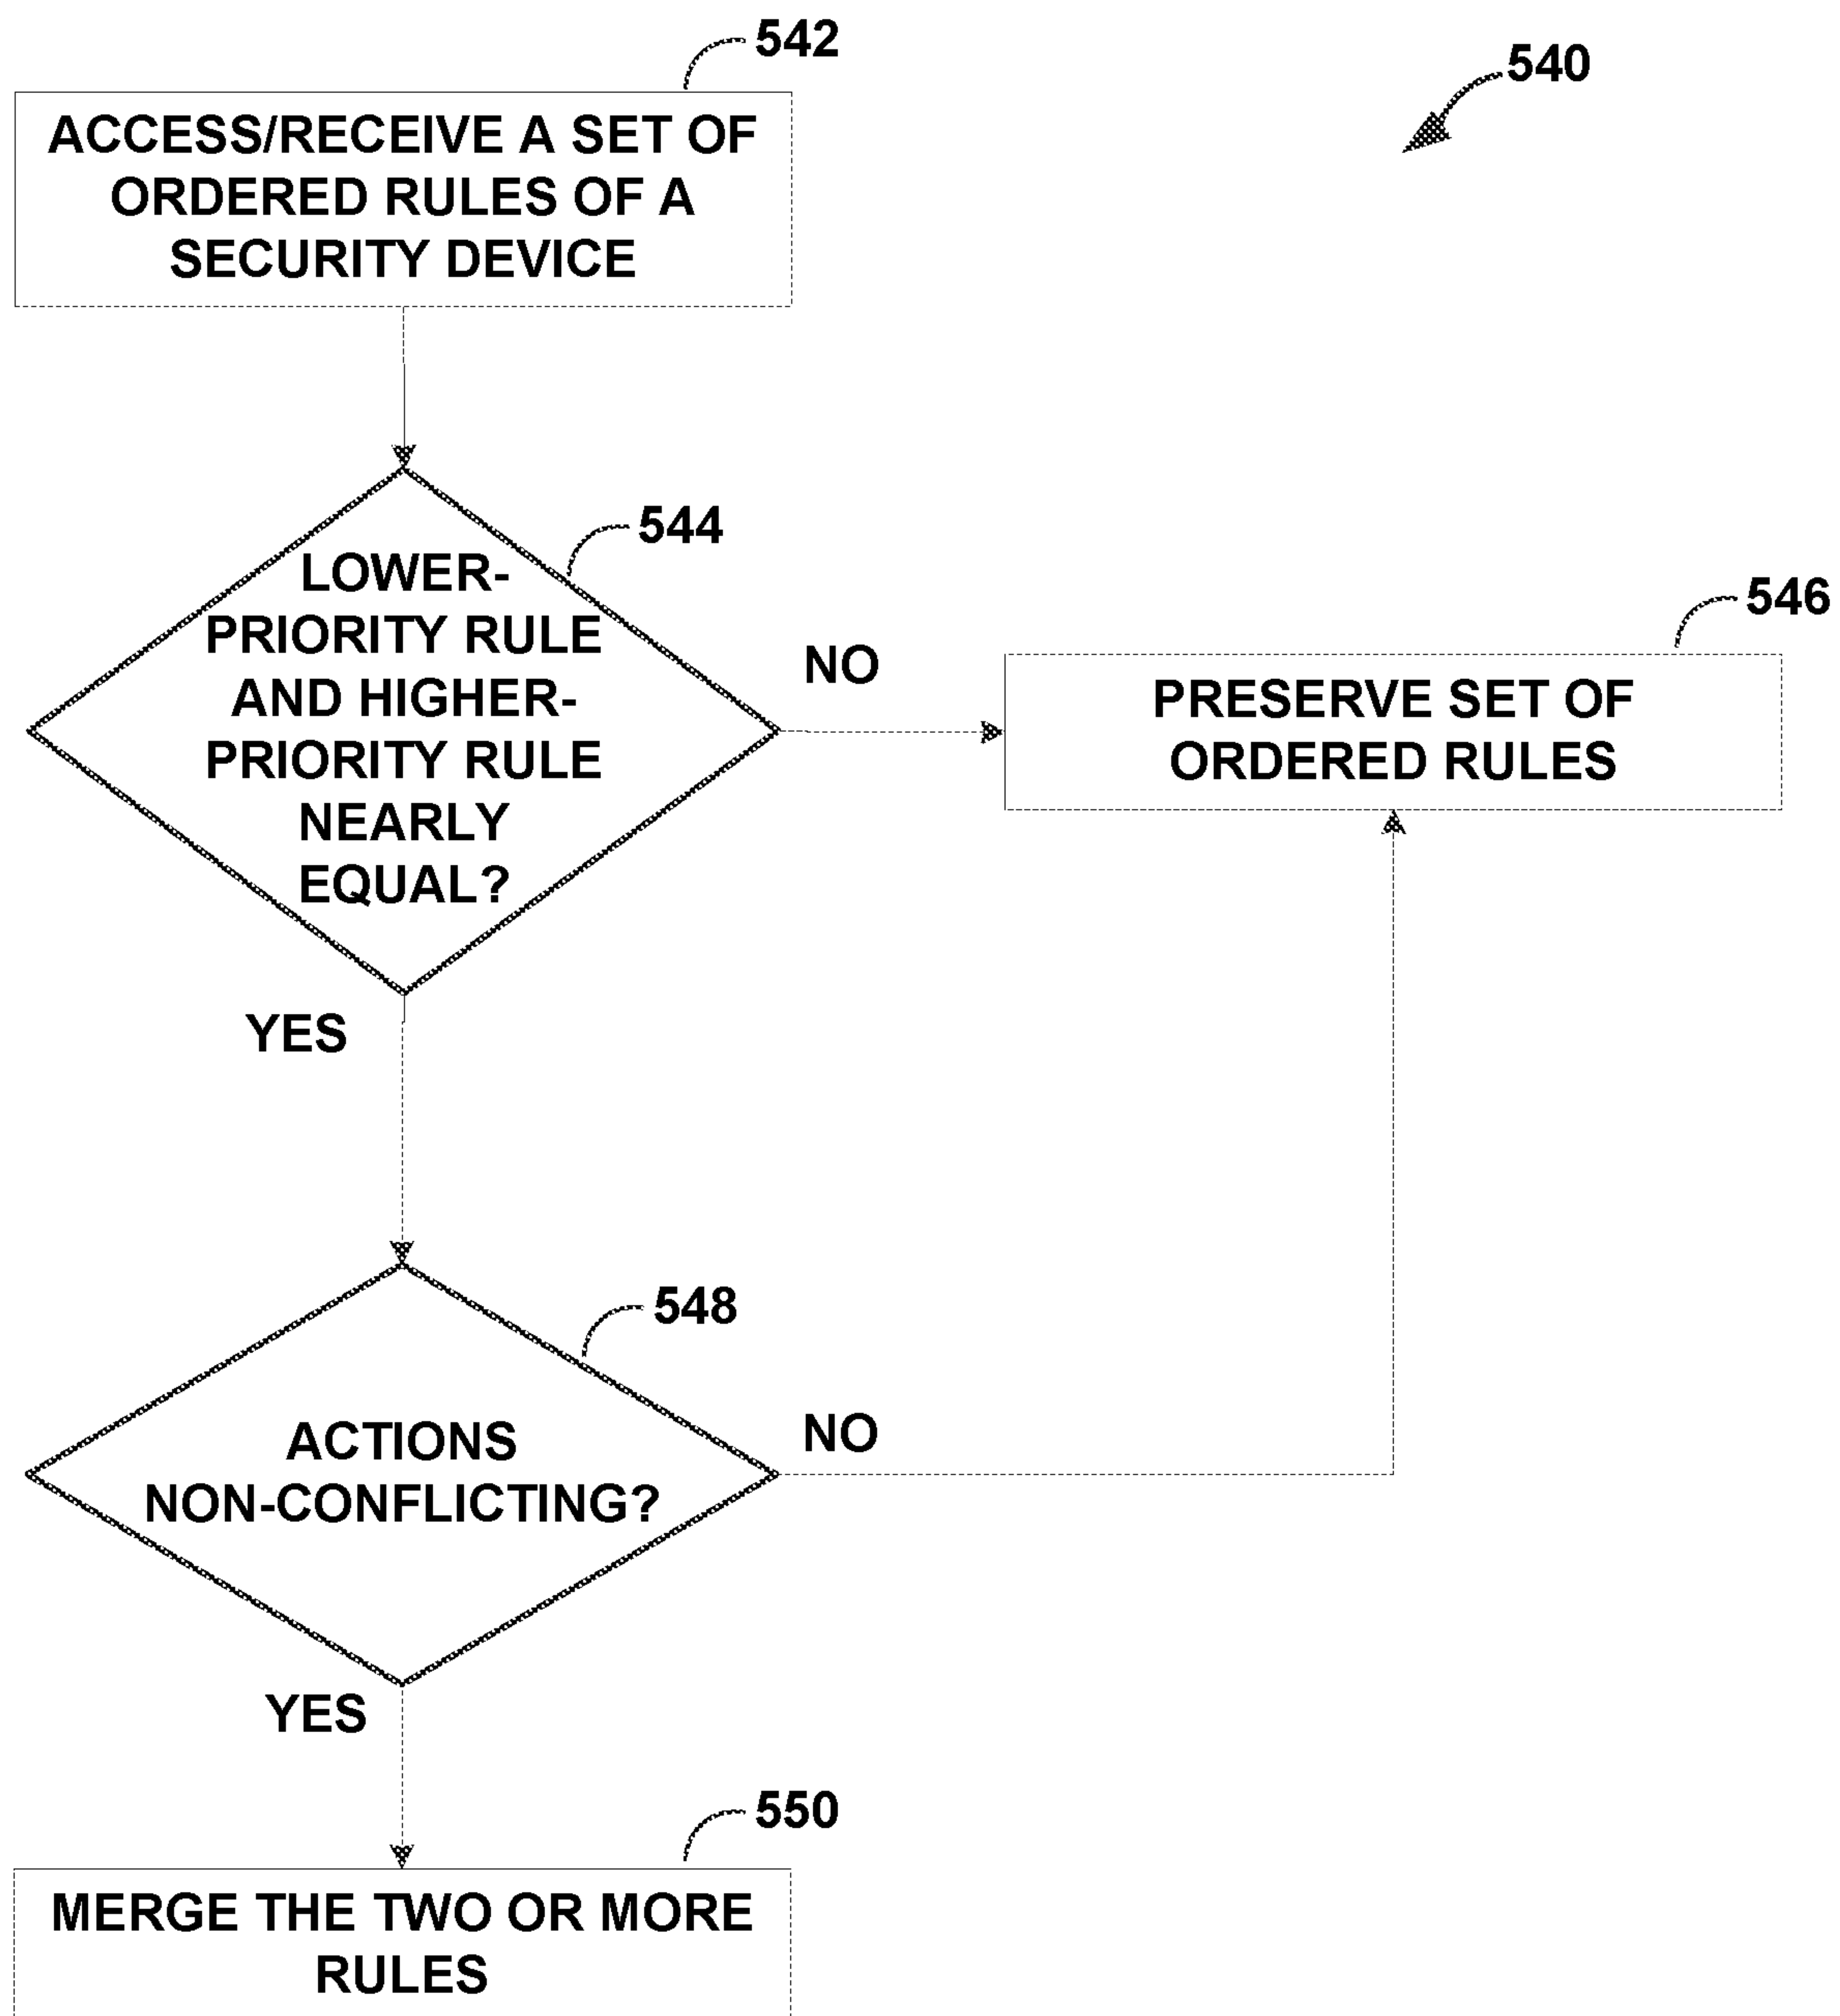 542
540
ACCESS/RECEIVE A SET OF
ORDERED RULES OF A
SECURITY DEVICE
544
LOWER-
PRIORITY RULE
AND HIGHER-
PRIORITY RULE
NEARLY
EQUAL?
NO
546
PRESERVE SET OF
ORDERED RULES
YES
548
ACTIONS
NON-CONFLICTING?
NO
YES
550
MERGE THE TWO OR MORE
RULES